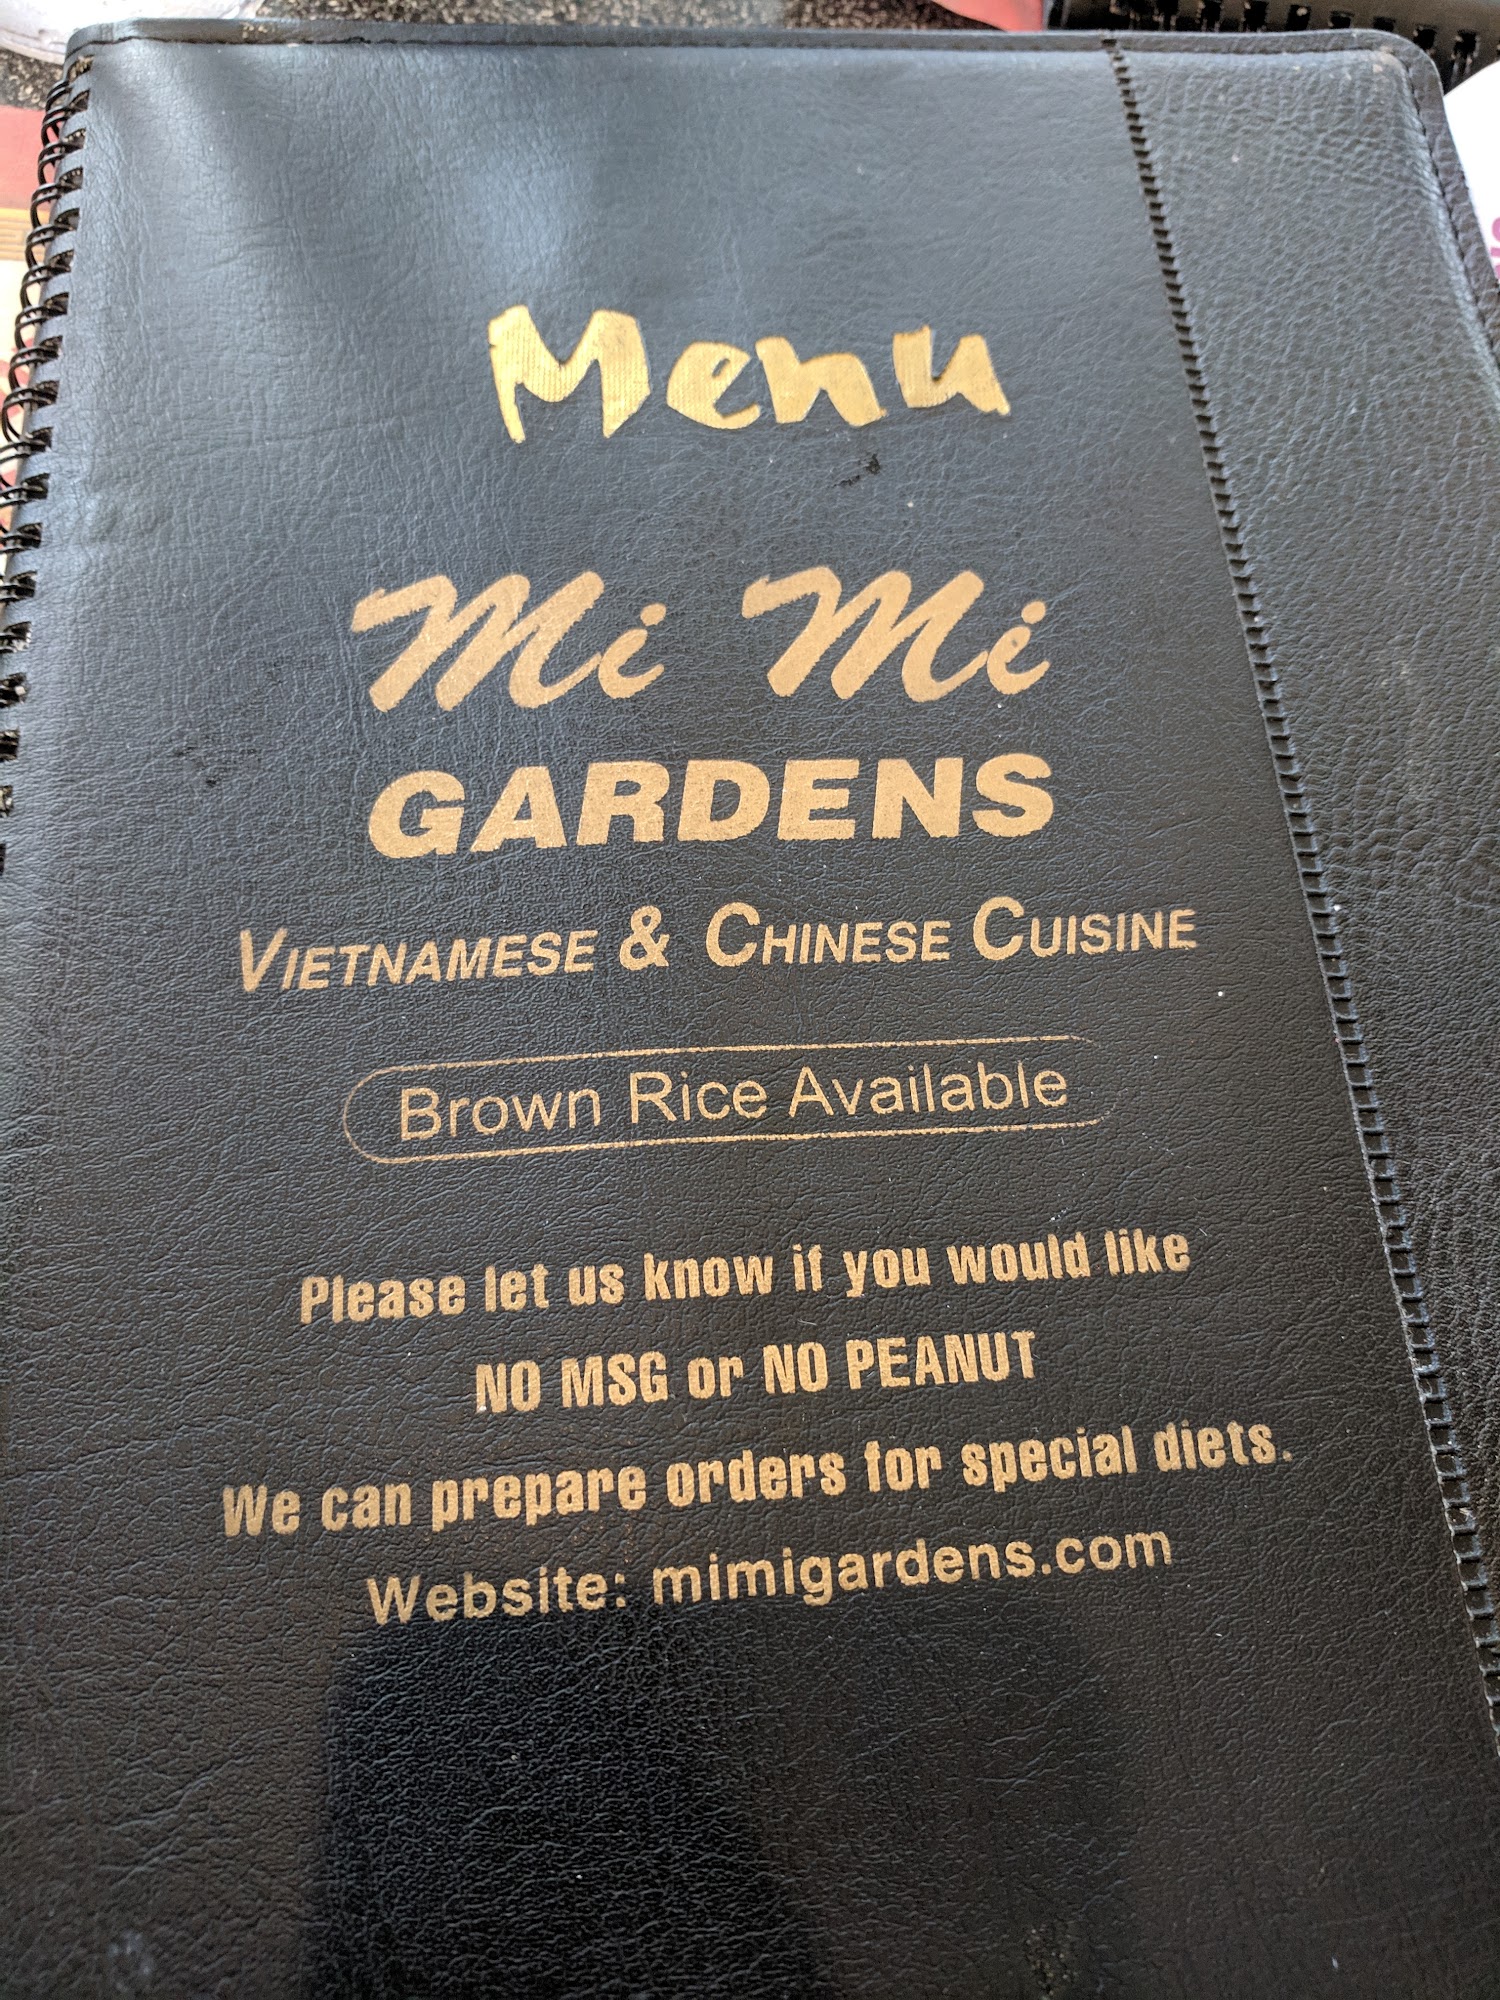 Menu
Mi Mi
GARDENS
VIETNAMESE & CHINESE CUISINE
Brown Rice Available
Please let us know if you would like
NO MSG or NO PEANUT
We can prepare orders for special diets.
Website: mimigardens.com